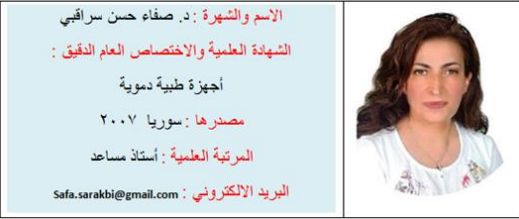 الاسم والشهرة : د. صفاء حسن سراقبي
الشهادة العلمية والاختصاص العام الدقيق :
أجهزة طبية دموية
مصدرها : سوريا ٢٠٠٧
المرتبة العلمية : أستاذ مساعد
البريد الالكتروني : Safa.sarakbi@gmail.com